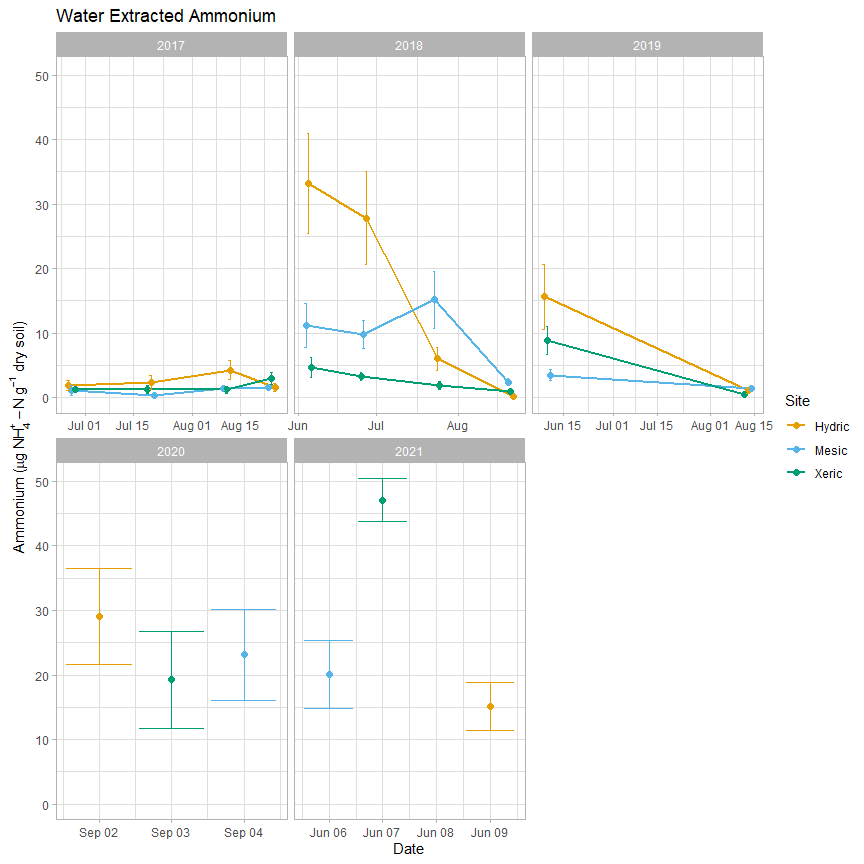 Water Extracted Ammonium
2017
2018
2019
50
40
30
20
10
0
Jul 01 Jul 15 Aug 01 Aug 15
Jun Jul Aug
Jun 15 Jul 01 Jul 15 Aug 01 Aug 15
Ammonium (μg NH₄⁺ – N g⁻¹ dry soil)
Site
Hydric
Mesic
Xeric
2020
2021
50
40
30
20
10
0
Sep 02 Sep 03 Sep 04
Jun 06 Jun 07 Jun 08 Jun 09
Date